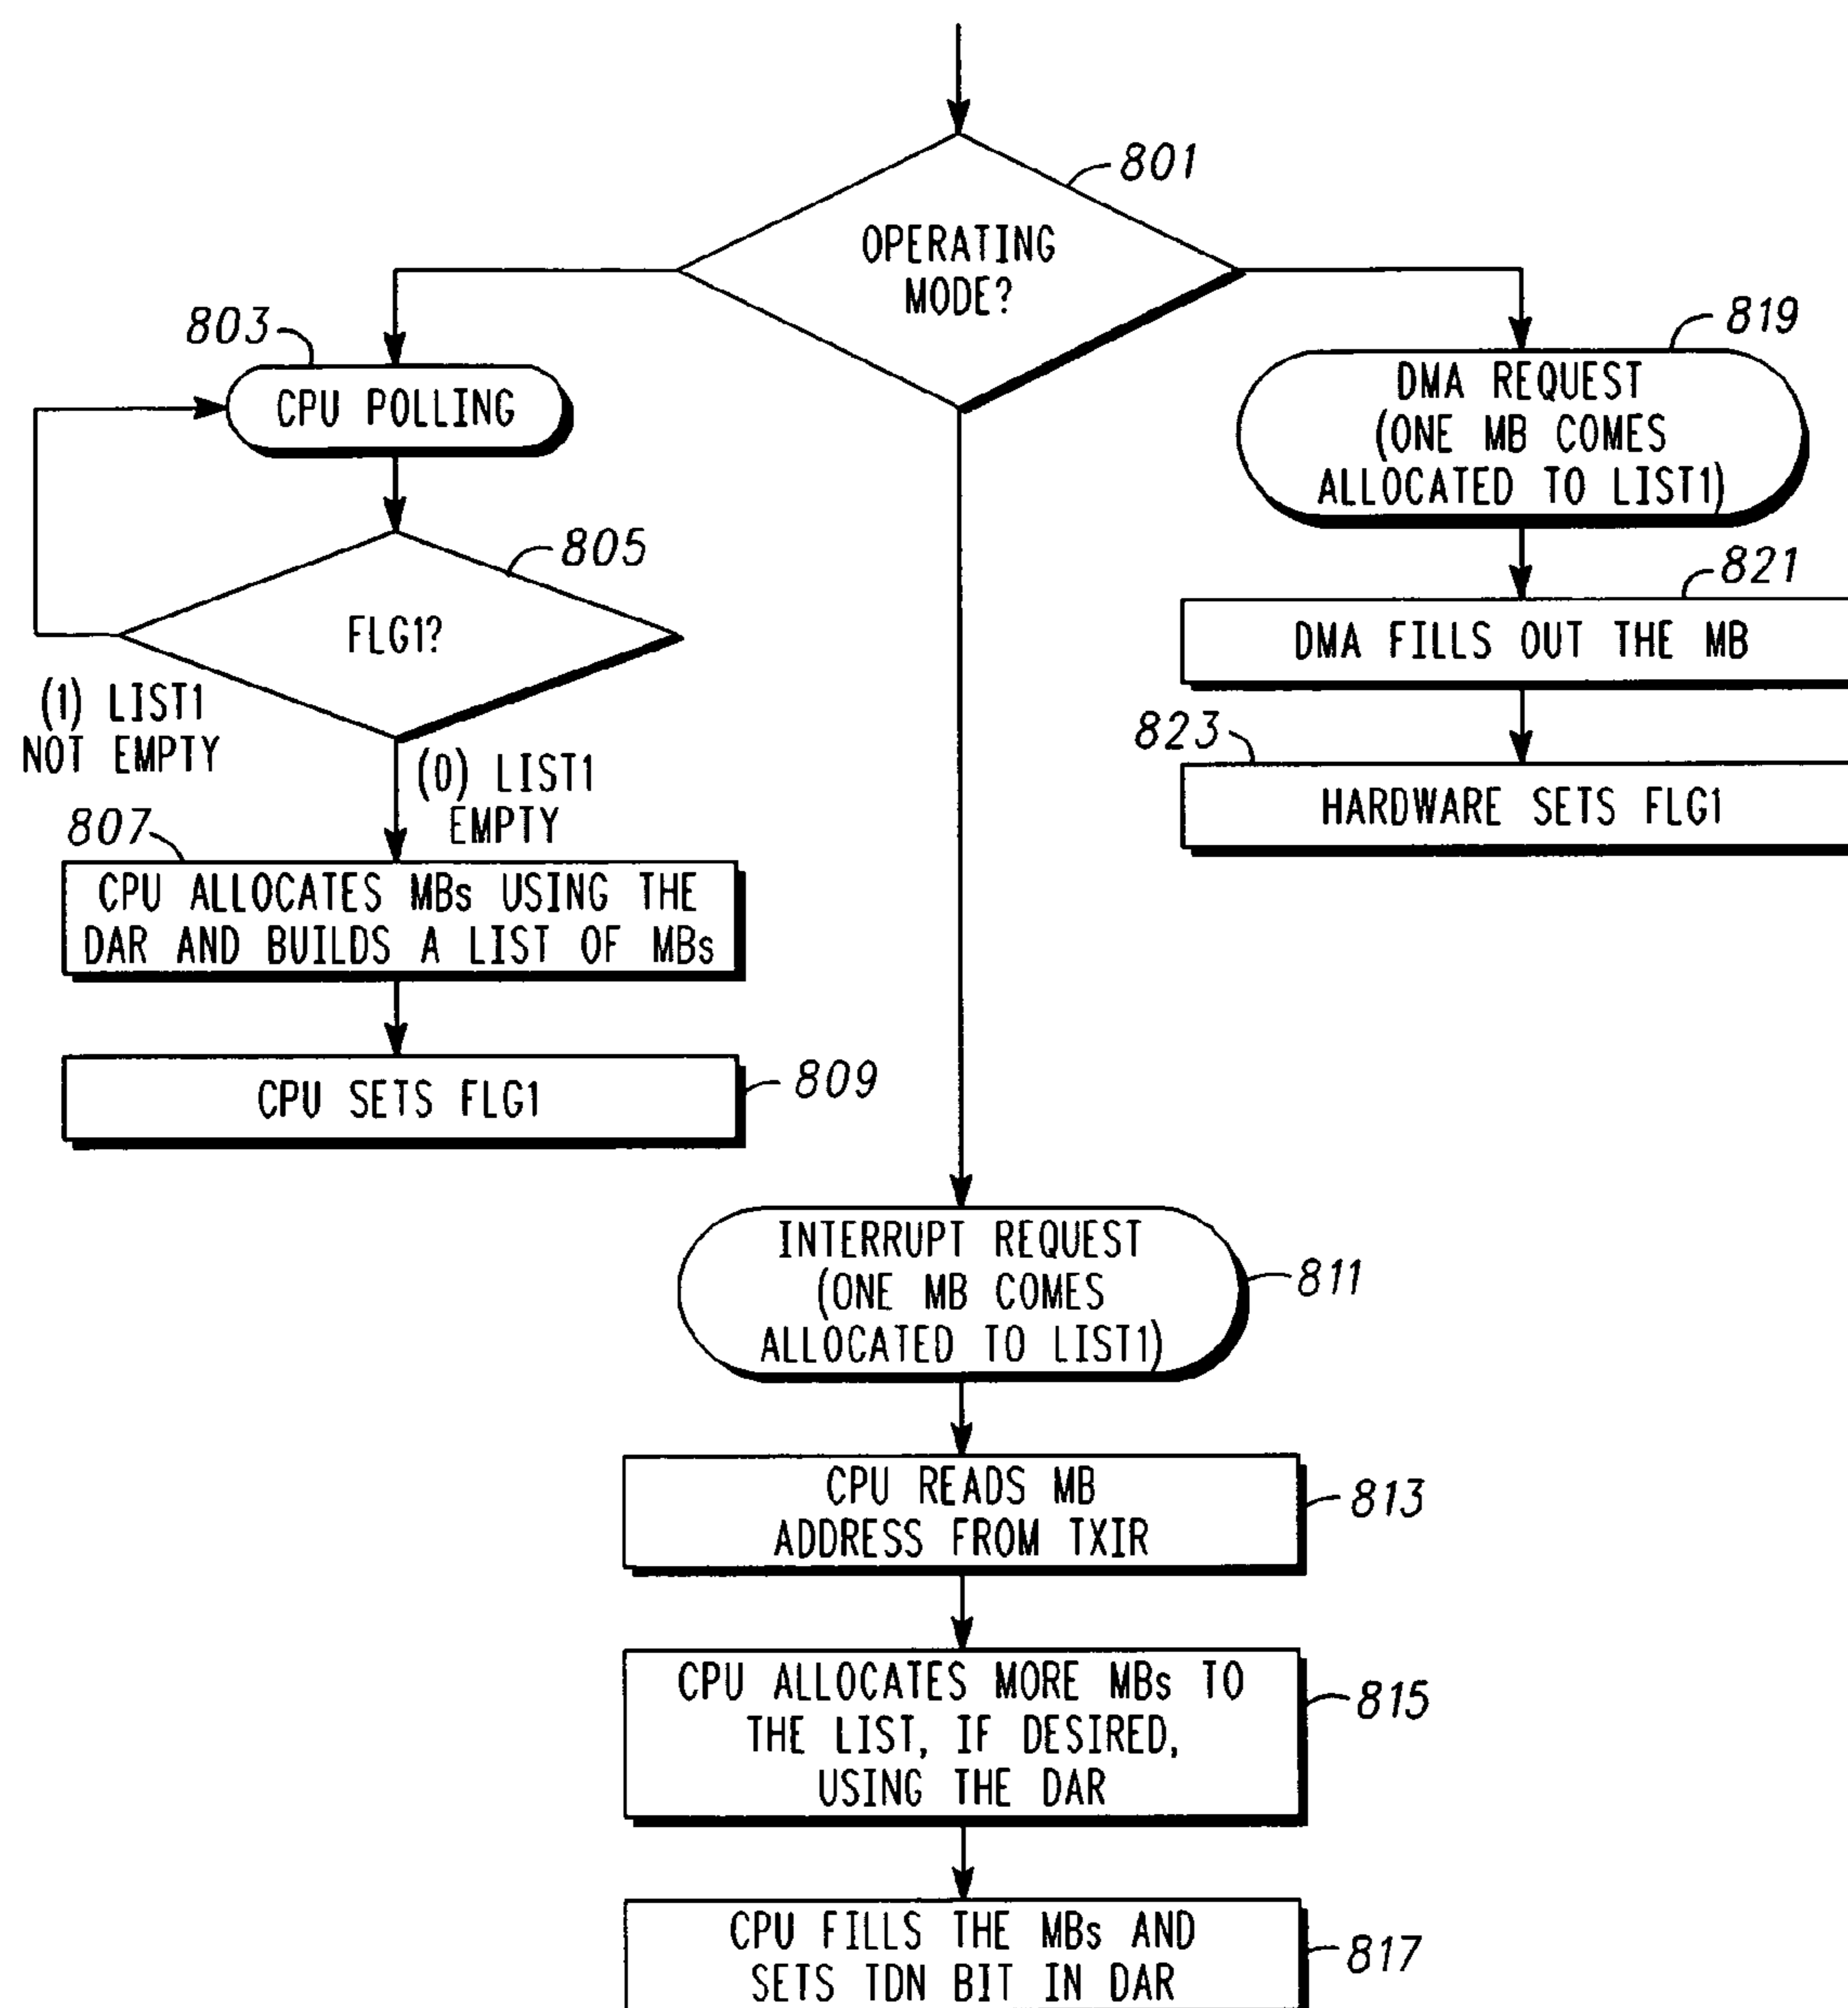 801
OPERATING
MODE?
803
CPU POLLING
805
FLG1?
(1) LIST1
NOT EMPTY
(0) LIST1
EMPTY
807
CPU ALLOCATES MBs USING THE
DAR AND BUILDS A LIST OF MBs
CPU SETS FLG1
809
819
DMA REQUEST
(ONE MB COMES
ALLOCATED TO LIST1)
821
DMA FILLS OUT THE MB
823
HARDWARE SETS FLG1
INTERRUPT REQUEST
(ONE MB COMES
ALLOCATED TO LIST1)
811
CPU READS MB
ADDRESS FROM TXIR
813
CPU ALLOCATES MORE MBs TO
THE LIST, IF DESIRED,
USING THE DAR
815
CPU FILLS THE MBs AND
SETS TDN BIT IN DAR
817